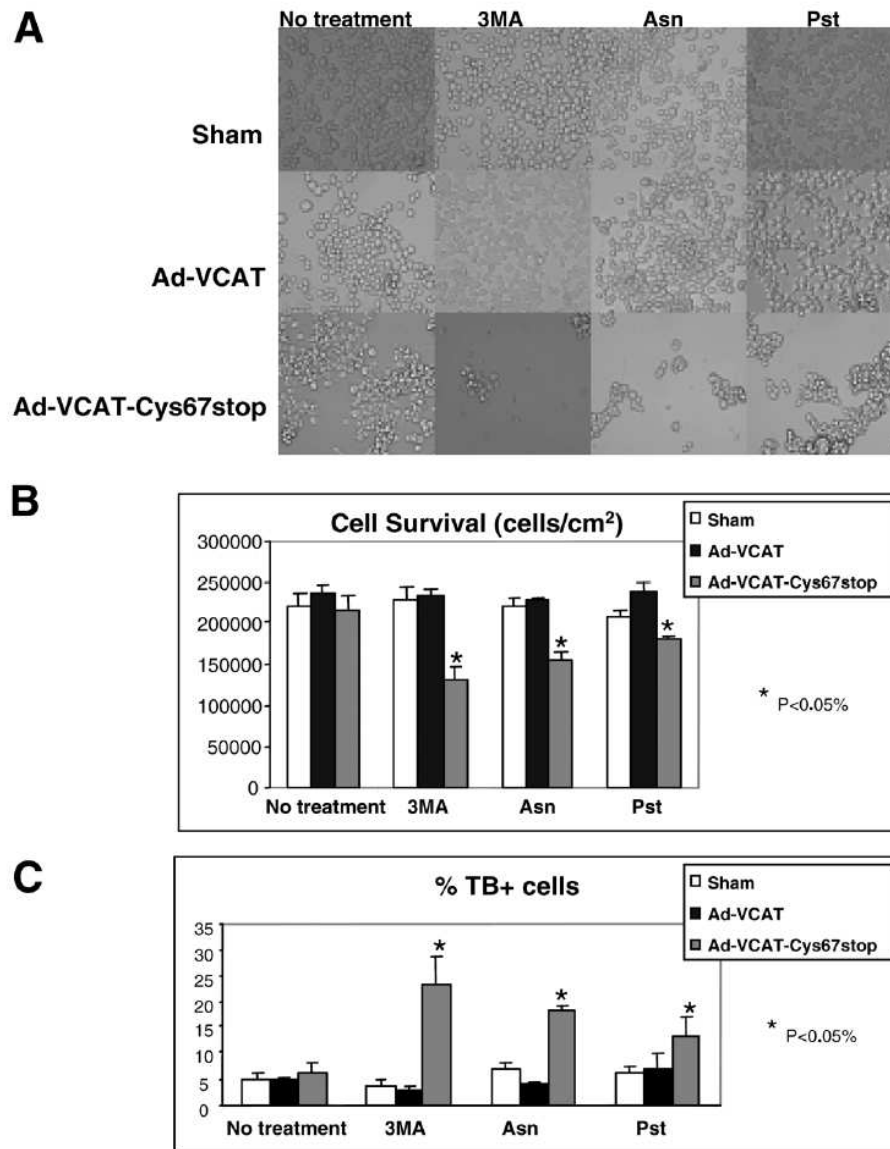 A
No treatment 3MA Asn Pst
Sham
Ad-VCAT
Ad-VCAT-Cys67stop
B
Cell Survival (cells/cm²)
Sham
Ad-VCAT
Ad-VCAT-Cys67stop
300000
250000
200000
150000
100000
50000
0
* * *
* P<0.05%
No treatment 3MA Asn Pst
C
% TB+ cells
Sham
Ad-VCAT
Ad-VCAT-Cys67stop
35
30
25
20
15
10
5
0
* * *
* P<0.05%
No treatment 3MA Asn Pst